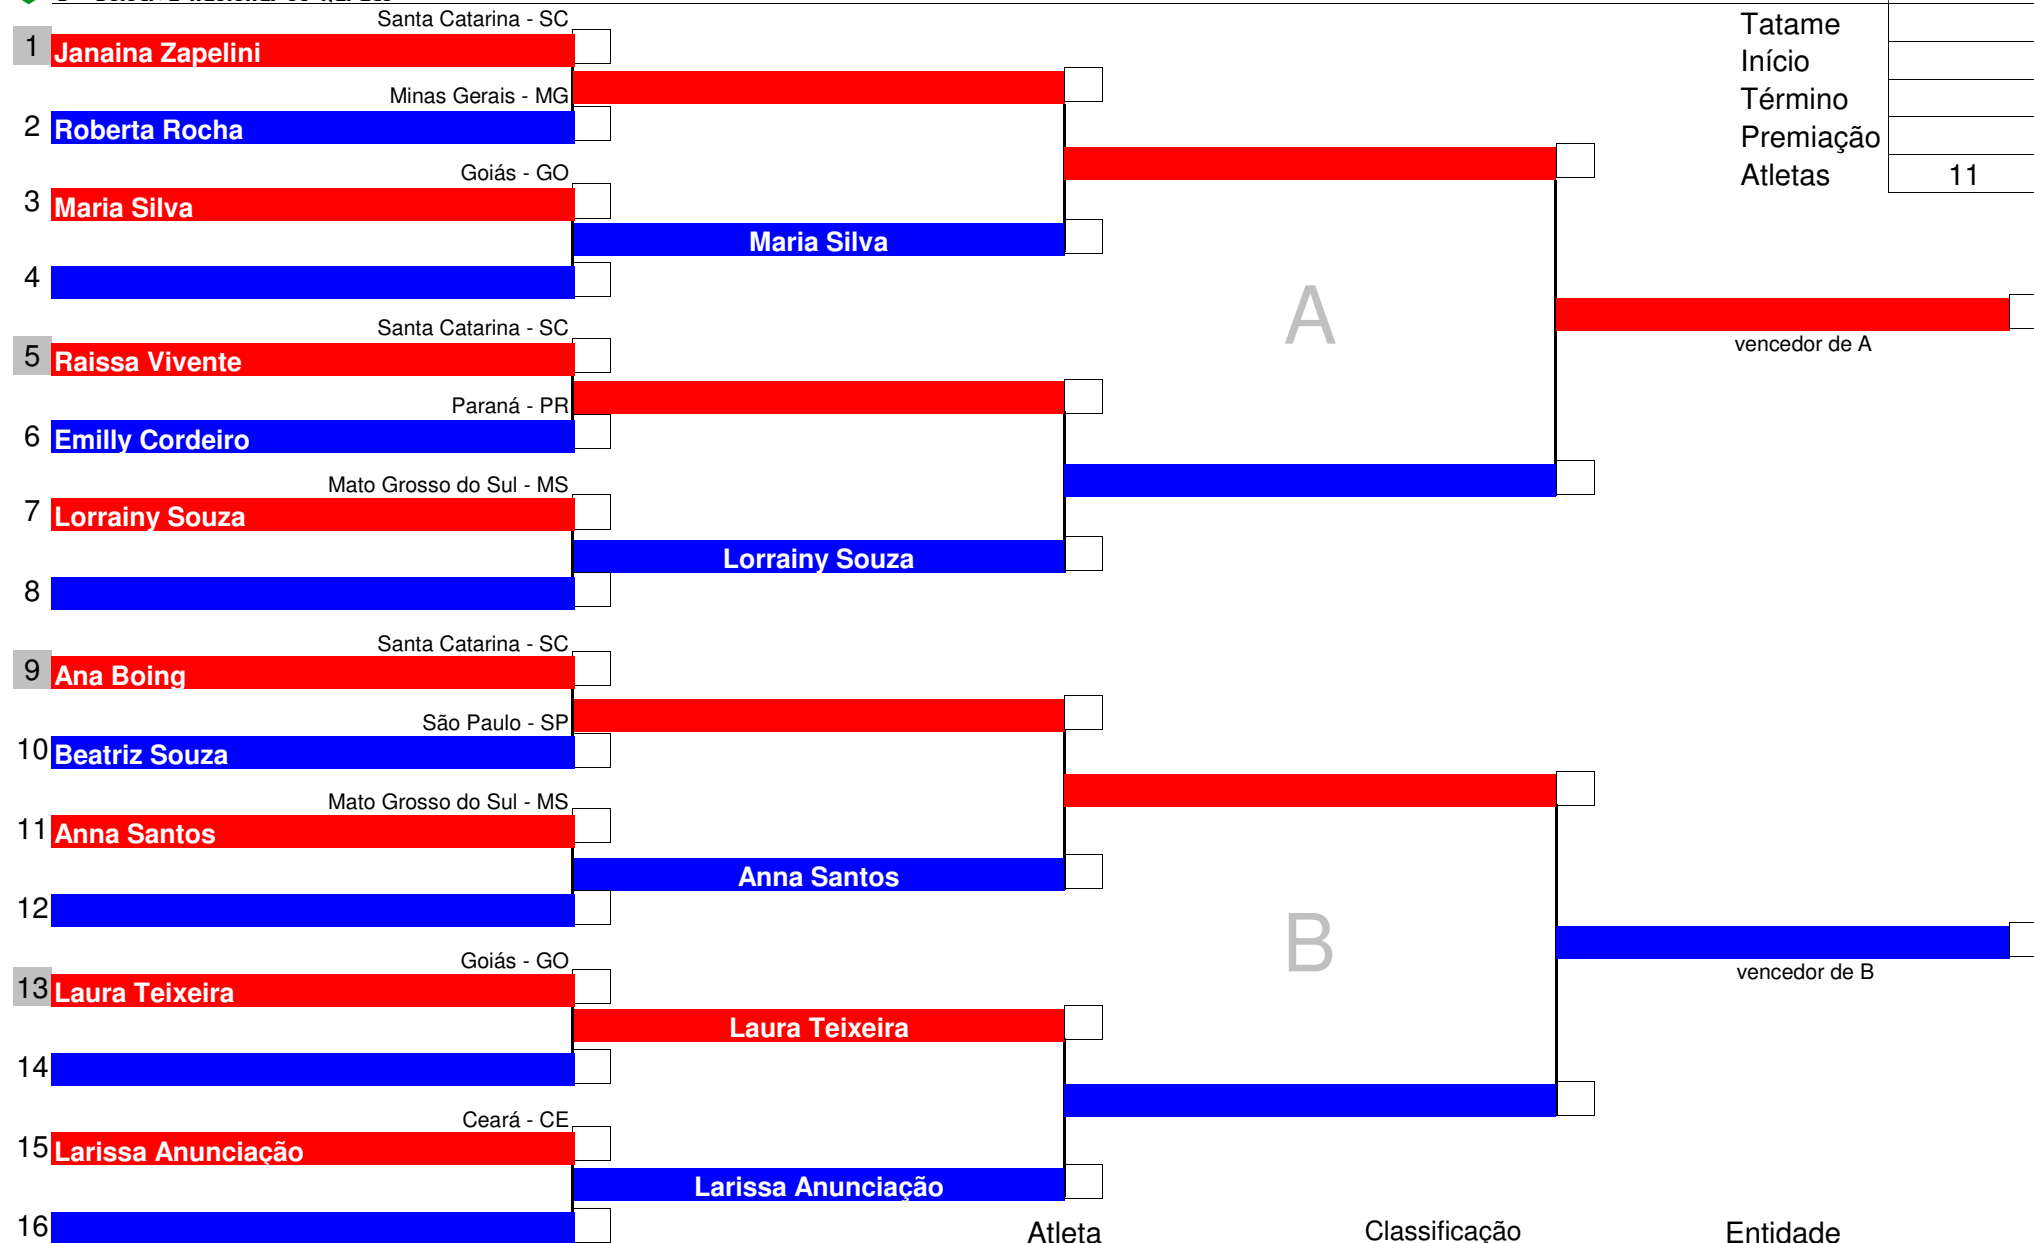 Santa Catarina - SC
1 Janaina Zapelini
Minas Gerais - MG
2 Roberta Rocha
Goiás - GO
3 Maria Silva
Maria Silva
4
Santa Catarina - SC
5 Raissa Vivente
Paraná - PR
6 Emilly Cordeiro
Mato Grosso do Sul - MS
7 Lorrainy Souza
Lorrainy Souza
8
Santa Catarina - SC
9 Ana Boing
São Paulo - SP
10 Beatriz Souza
Mato Grosso do Sul - MS
11 Anna Santos
Anna Santos
12
Goiás - GO
13 Laura Teixeira
Laura Teixeira
14
Ceará - CE
15 Larissa Anunciação
Larissa Anunciação
16
A
B
vencedor de A
vencedor de B
Tatame
Início
Término
Premiação
Atletas 11
Atleta Classificação Entidade